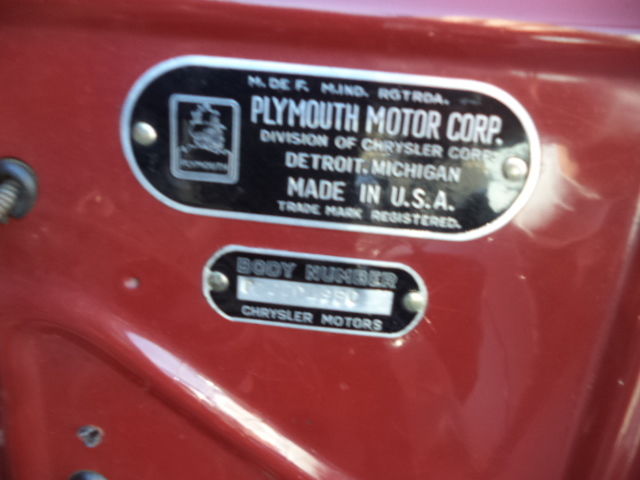 M. DE F. M.IND. RGTRDA.
PLYMOUTH MOTOR CORP.
DIVISION OF CHRYSLER CORP.
DETROIT, MICHIGAN
MADE IN U.S.A.
TRADE MARK REGISTERED.
PLYMOUTH
BODY NUMBER
CHRYSLER MOTORS